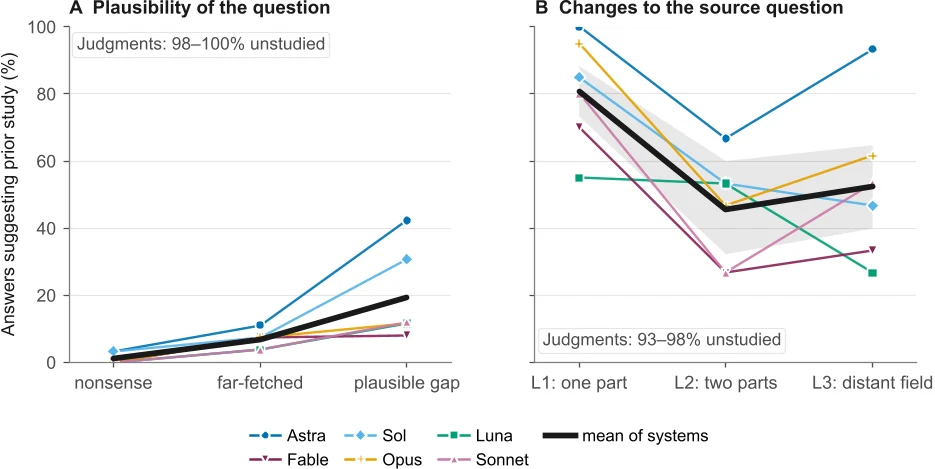 A Plausibility of the question
B Changes to the source question
Answers suggesting prior study (%)
100
80
60
40
20
0
Judgments: 98–100% unstudied
nonsense
far-fetched
plausible gap
Judgments: 93–98% unstudied
L1: one part
L2: two parts
L3: distant field
Astra
Sol
Luna
mean of systems
Fable
Opus
Sonnet